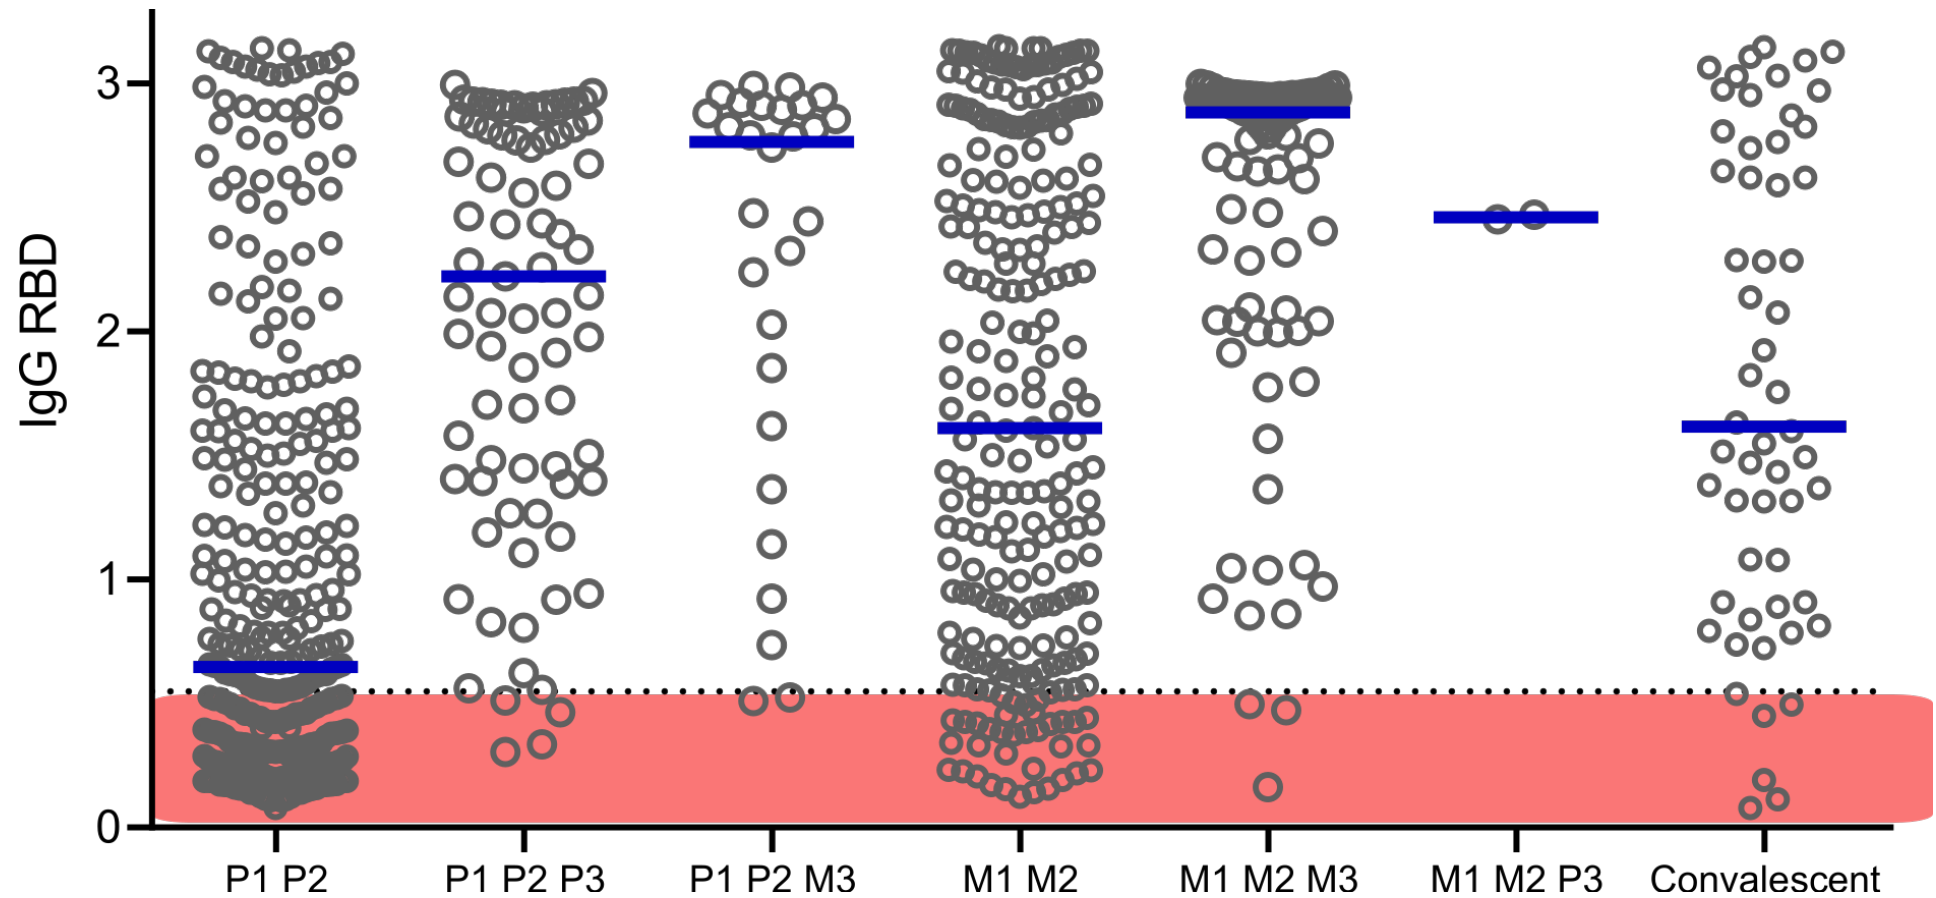 IgG RBD
3
2
1
0
P1 P2
P1 P2 P3
P1 P2 M3
M1 M2
M1 M2 M3
M1 M2 P3
Convalescent